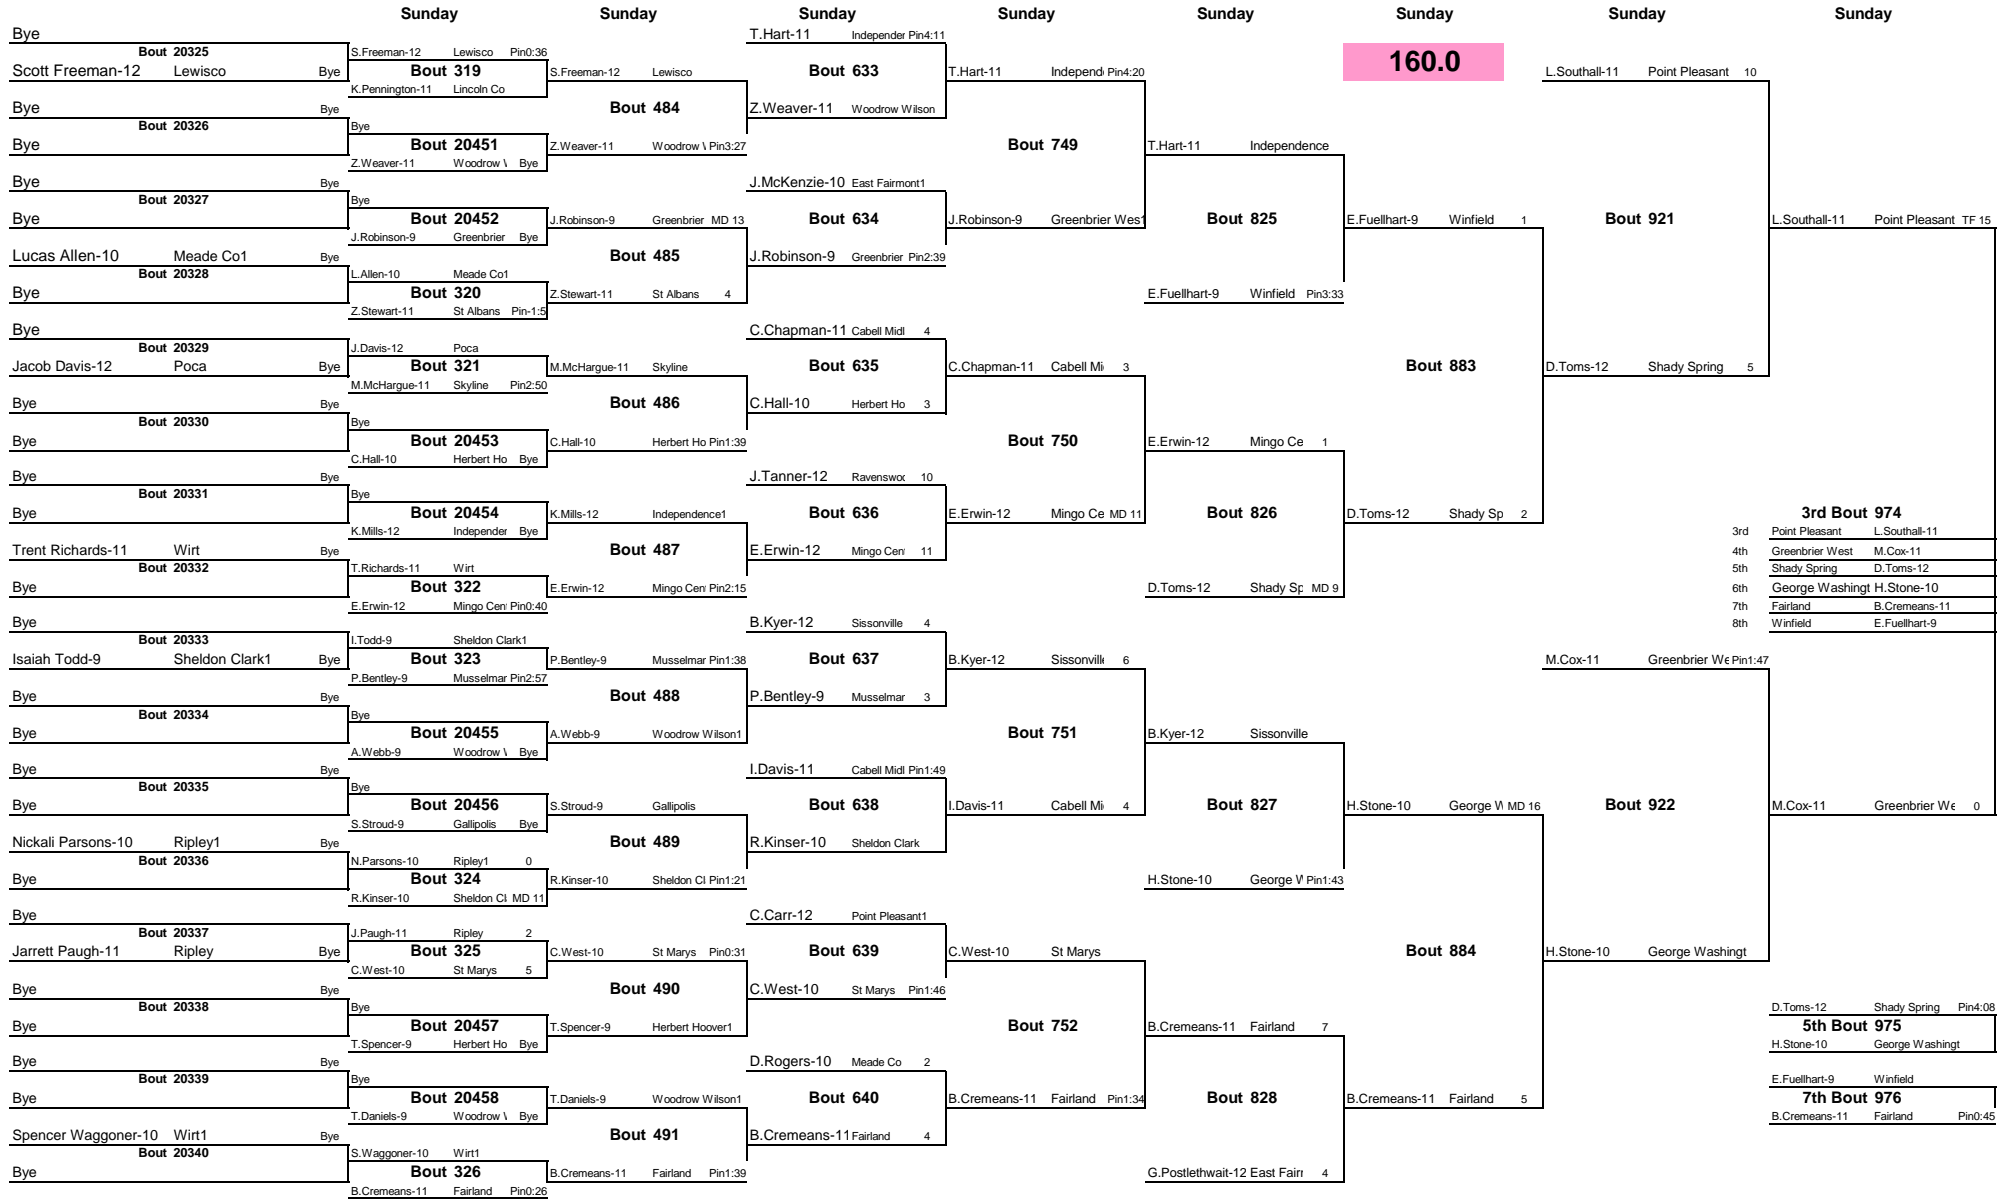 Sunday Sunday Sunday Sunday Sunday Sunday Sunday Sunday
160.0
Bye
Bout 20325
Scott Freeman-12 Lewisco Bye
Bye Bye
Bout 20326
Bye
Bye Bye
Bout 20327
Bye
Lucas Allen-10 Meade Co1 Bye
Bout 20328
Bye
Bye
Bout 20329
Jacob Davis-12 Poca Bye
Bye Bye
Bout 20330
Bye
Bye Bye
Bout 20331
Bye
Trent Richards-11 Wirt Bye
Bout 20332
Bye
Bye
Bout 20333
Isaiah Todd-9 Sheldon Clark1 Bye
Bye Bye
Bout 20334
Bye
Bye Bye
Bout 20335
Bye
Nickali Parsons-10 Ripley1 Bye
Bout 20336
Bye
Bye
Bout 20337
Jarrett Paugh-11 Ripley Bye
Bye Bye
Bout 20338
Bye
Bye Bye
Bout 20339
Bye
Spencer Waggoner-10 Wirt1 Bye
Bout 20340
Bye
S.Freeman-12 Lewisco Pin0:36
Bout 319
K.Pennington-11 Lincoln Co
Bye
Bout 20451
Z.Weaver-11 Woodrow \ Bye
Bye
Bout 20452
J.Robinson-9 Greenbrier Bye
L.Allen-10 Meade Co1
Bout 320
Z.Stewart-11 St Albans Pin-1:5
J.Davis-12 Poca
Bout 321
M.McHargue-11 Skyline Pin2:50
Bye
Bout 20453
C.Hall-10 Herbert Ho Bye
Bye
Bout 20454
K.Mills-12 Independer Bye
T.Richards-11 Wirt
Bout 322
E.Erwin-12 Mingo Cen Pin0:40
I.Todd-9 Sheldon Clark1
Bout 323
P.Bentley-9 Musselmar Pin2:57
Bye
Bout 20455
A.Webb-9 Woodrow \ Bye
Bye
Bout 20456
S.Stroud-9 Gallipolis Bye
N.Parsons-10 Ripley1 0
Bout 324
R.Kinser-10 Sheldon Cl MD 11
J.Paugh-11 Ripley 2
Bout 325
C.West-10 St Marys 5
Bye
Bout 20457
T.Spencer-9 Herbert Ho Bye
Bye
Bout 20458
T.Daniels-9 Woodrow \ Bye
S.Waggoner-10 Wirt1
Bout 326
B.Cremeans-11 Fairland Pin0:26
S.Freeman-12 Lewisco
Bout 484
Z.Weaver-11 Woodrow \ Pin3:27
J.Robinson-9 Greenbrier MD 13
Bout 485
Z.Stewart-11 St Albans 4
M.McHargue-11 Skyline
Bout 486
C.Hall-10 Herbert Ho Pin1:39
K.Mills-12 Independence1
Bout 487
E.Erwin-12 Mingo Cen Pin2:15
P.Bentley-9 Musselmar Pin1:38
Bout 488
A.Webb-9 Woodrow Wilson1
S.Stroud-9 Gallipolis
Bout 489
R.Kinser-10 Sheldon Cl Pin1:21
C.West-10 St Marys Pin0:31
Bout 490
T.Spencer-9 Herbert Hoover1
T.Daniels-9 Woodrow Wilson1
Bout 491
B.Cremeans-11 Fairland Pin1:39
T.Hart-11 Independer Pin4:11
Bout 633
Z.Weaver-11 Woodrow Wilson
J.McKenzie-10 East Fairmont1
Bout 634
J.Robinson-9 Greenbrier Pin2:39
C.Chapman-11 Cabell Midl 4
Bout 635
C.Hall-10 Herbert Ho 3
J.Tanner-12 Ravenswoc 10
Bout 636
E.Erwin-12 Mingo Cen 11
B.Kyer-12 Sissonville 4
Bout 637
P.Bentley-9 Musselmar 3
I.Davis-11 Cabell Midl Pin1:49
Bout 638
R.Kinser-10 Sheldon Clark
C.Carr-12 Point Pleasant1
Bout 639
C.West-10 St Marys Pin1:46
D.Rogers-10 Meade Co 2
Bout 640
B.Cremeans-11 Fairland 4
T.Hart-11 Independ Pin4:20
Bout 749
J.Robinson-9 Greenbrier Wes1
C.Chapman-11 Cabell Mi 3
Bout 750
E.Erwin-12 Mingo Ce MD 11
B.Kyer-12 Sissonville 6
Bout 751
I.Davis-11 Cabell Mi 4
C.West-10 St Marys
Bout 752
B.Cremeans-11 Fairland Pin1:34
T.Hart-11 Independence
Bout 825
E.Fuellhart-9 Winfield Pin3:33
E.Erwin-12 Mingo Ce 1
Bout 826
D.Toms-12 Shady Sp MD 9
B.Kyer-12 Sissonville
Bout 827
H.Stone-10 George W Pin1:43
B.Cremeans-11 Fairland 7
Bout 828
G.Postlethwait-12 East Fairr 4
E.Fuellhart-9 Winfield 1
Bout 883
D.Toms-12 Shady Sp 2
H.Stone-10 George W MD 16
Bout 884
B.Cremeans-11 Fairland 5
L.Southall-11 Point Pleasant 10
Bout 921
D.Toms-12 Shady Spring 5
M.Cox-11 Greenbrier We Pin1:47
Bout 922
H.Stone-10 George Washingt
L.Southall-11 Point Pleasant TF 15
3rd Bout 974
3rd Point Pleasant L.Southall-11
4th Greenbrier West M.Cox-11
5th Shady Spring D.Toms-12
6th George Washingt H.Stone-10
7th Fairland B.Cremeans-11
8th Winfield E.Fuellhart-9
M.Cox-11 Greenbrier We 0
D.Toms-12 Shady Spring Pin4:08
5th Bout 975
H.Stone-10 George Washingt
E.Fuellhart-9 Winfield
7th Bout 976
B.Cremeans-11 Fairland Pin0:45